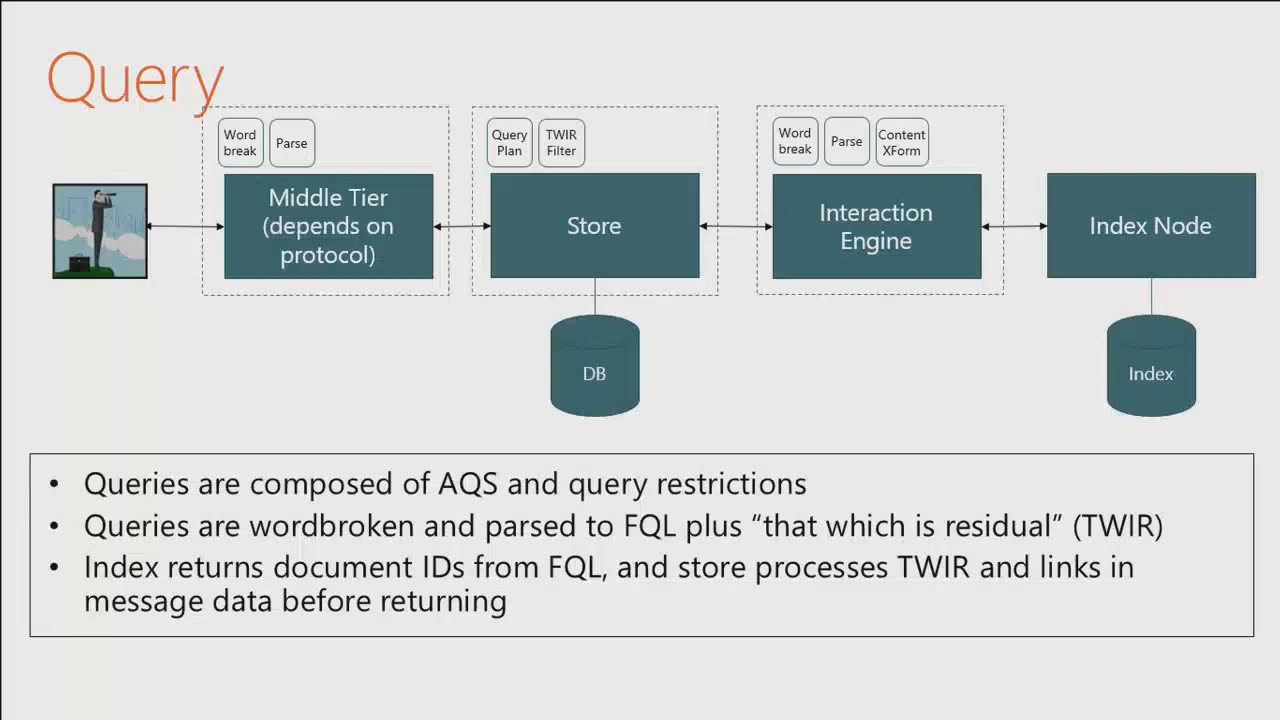 Query
Word
break
Parse
Middle Tier
(depends on
protocol)
Query
Plan
TWIR
Filter
Store
DB
Word
break
Parse
Content
XForm
Interaction
Engine
Index Node
Index
• Queries are composed of AQS and query restrictions
• Queries are wordbroken and parsed to FQL plus “that which is residual” (TWIR)
• Index returns document IDs from FQL, and store processes TWIR and links in
message data before returning